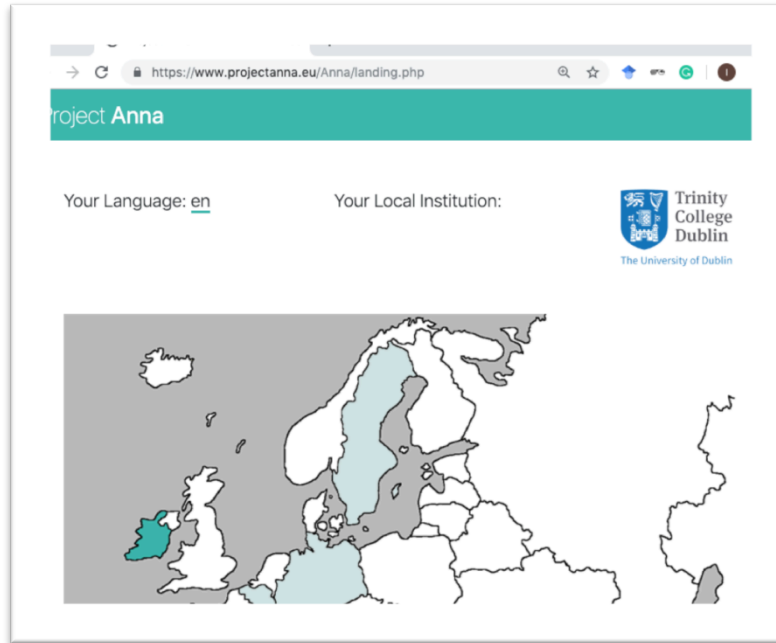 https://www.projectanna.eu/Anna/landing.php
I
roject Anna
Your Language: en
Your Local Institution:
Trinity
College
Dublin
The University of Dublin